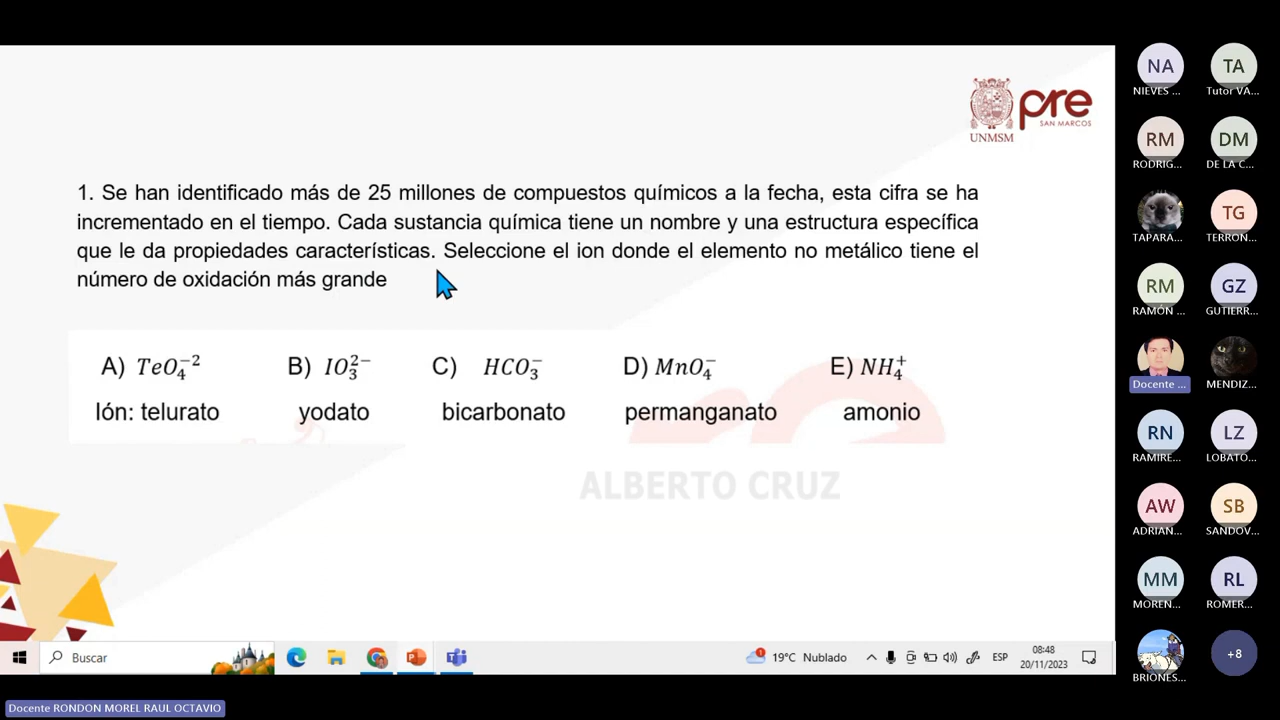 pre
SAN MARCOS
UNMSM
1. Se han identificado más de 25 millones de compuestos químicos a la fecha, esta cifra se ha
incrementado en el tiempo. Cada sustancia química tiene un nombre y una estructura específica
que le da propiedades características. Seleccione el ion donde el elemento no metálico tiene el
número de oxidación más grande
A) TeO₄⁻² B) IO₃²⁻ C) HCO₃⁻ D) MnO₄⁻ E) NH₄⁺
Ión: telurato yodato bicarbonato permanganato amonio
ALBERTO CRUZ
NA TA
NIEVES ... Tutor VA...
RM DM
RODRIG... DE LA C...
TG
TAPARA... TERRON...
RM GZ
RAMÓN ... GUTIERR...
Docente ... MENDIZ...
RN LZ
RAMIRE... LOBATO...
AW SB
ADRIAN... SANDOV...
MM RL
MOREN... ROMER...
+8
BRIONES...
Buscar
1
19°C Nublado
ESP
08:48
20/11/2023
Docente RONDON MOREL RAUL OCTAVIO